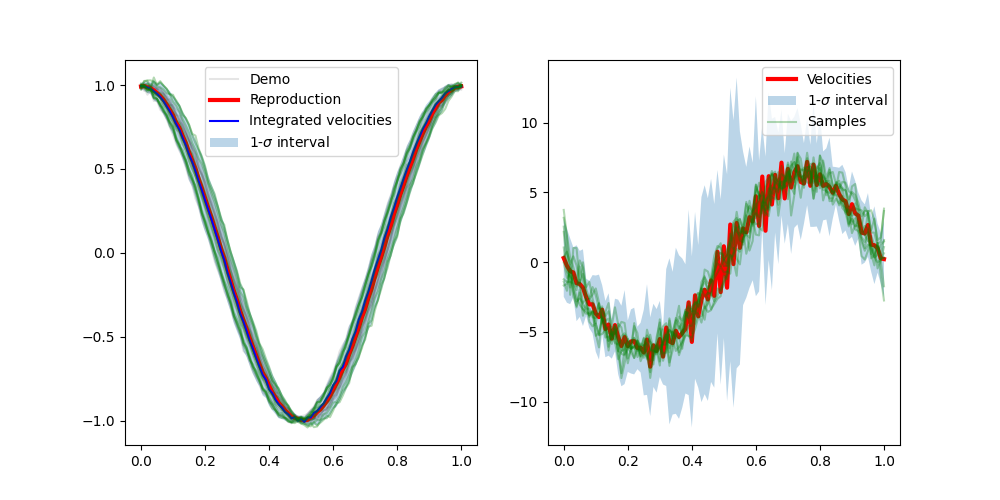 Demo
Reproduction
Integrated velocities
1-σ interval
1.0
0.5
0.0
−0.5
−1.0
0.0 0.2 0.4 0.6 0.8 1.0
Velocities
1-σ interval
Samples
10
5
0
−5
−10
0.0 0.2 0.4 0.6 0.8 1.0